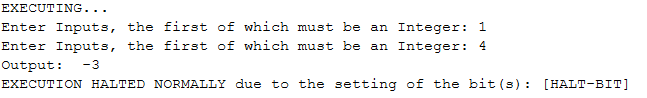 EXECUTING...
Enter Inputs, the first of which must be an Integer: 1
Enter Inputs, the first of which must be an Integer: 4
Output:  -3
EXECUTION HALTED NORMALLY due to the setting of the bit(s): [HALT-BIT]